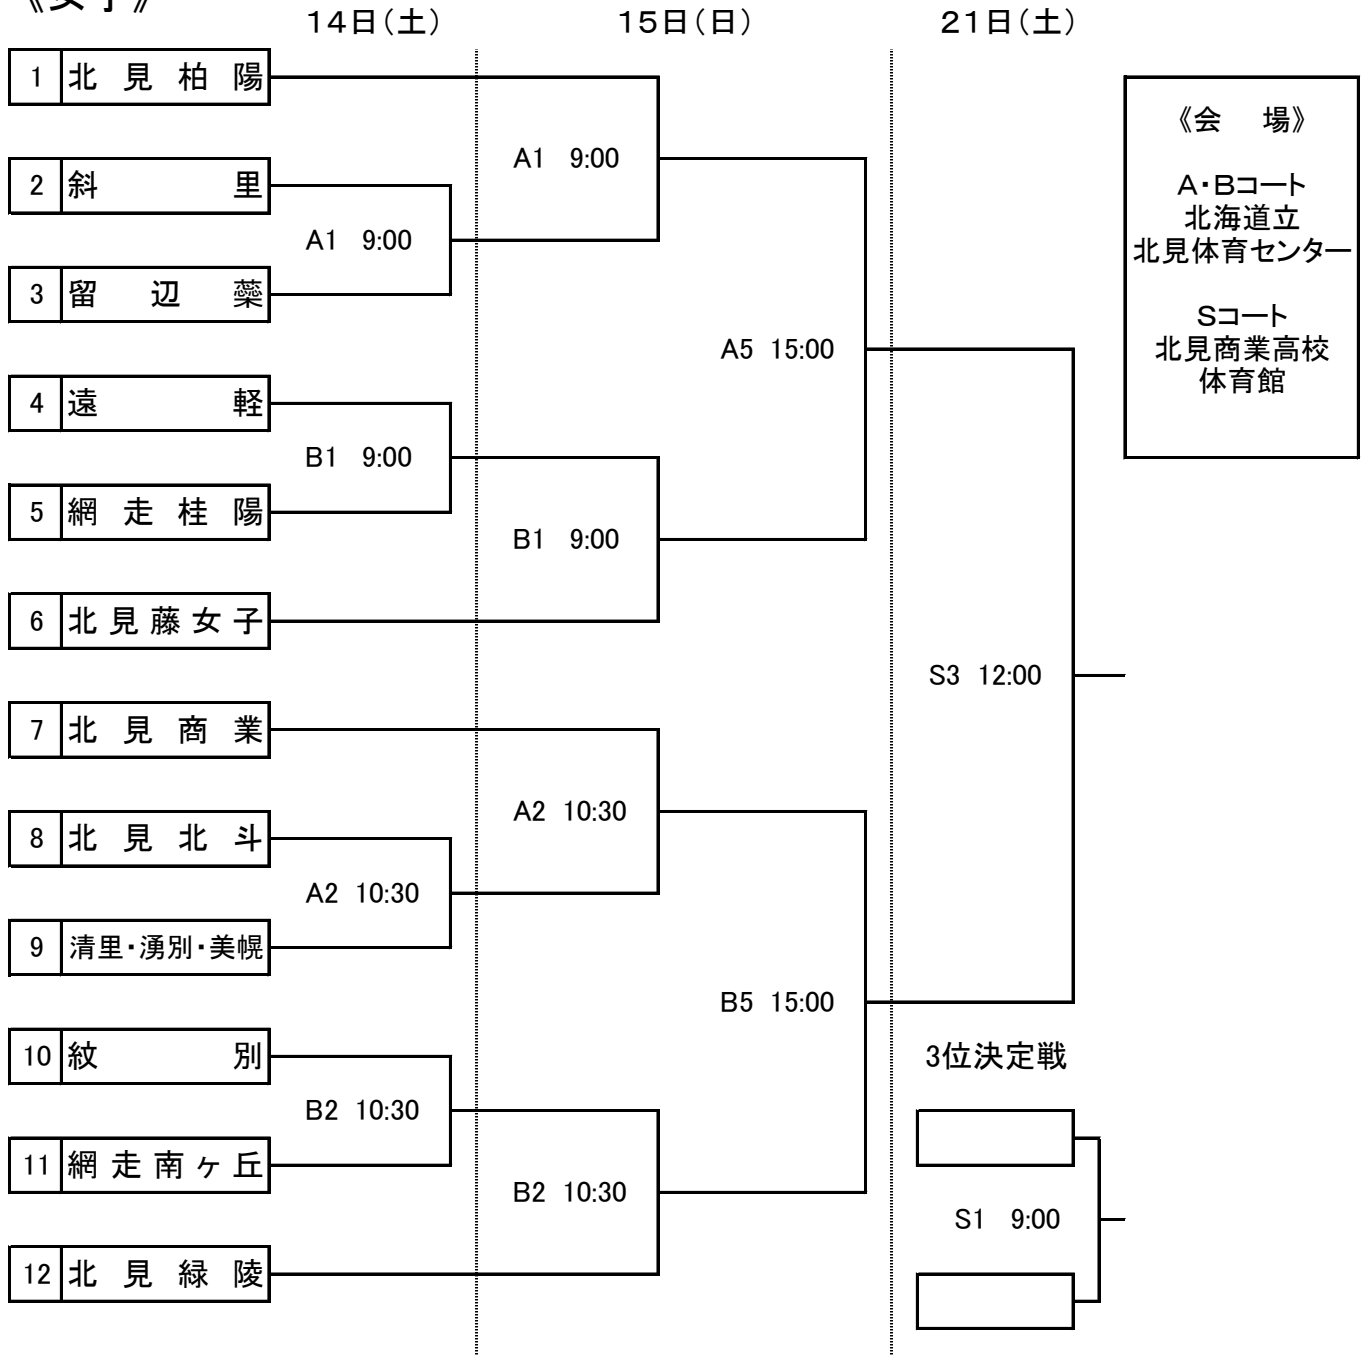 《女子》
14日（土）
15日（日）
21日（土）
1 北見柏陽
2 斜里
3 留辺蘂
4 遠軽
5 網走桂陽
6 北見藤女子
7 北見商業
8 北見北斗
9 清里・湧別・美幌
10 紋別
11 網走南ヶ丘
12 北見緑陵
A1 9:00
B1 9:00
A2 10:30
B2 10:30
A1 9:00
B1 9:00
A2 10:30
B2 10:30
A5 15:00
B5 15:00
S3 12:00
3位決定戦
S1 9:00
《会 場》
A・Bコート
北海道立
北見体育センター
Sコート
北見商業高校
体育館